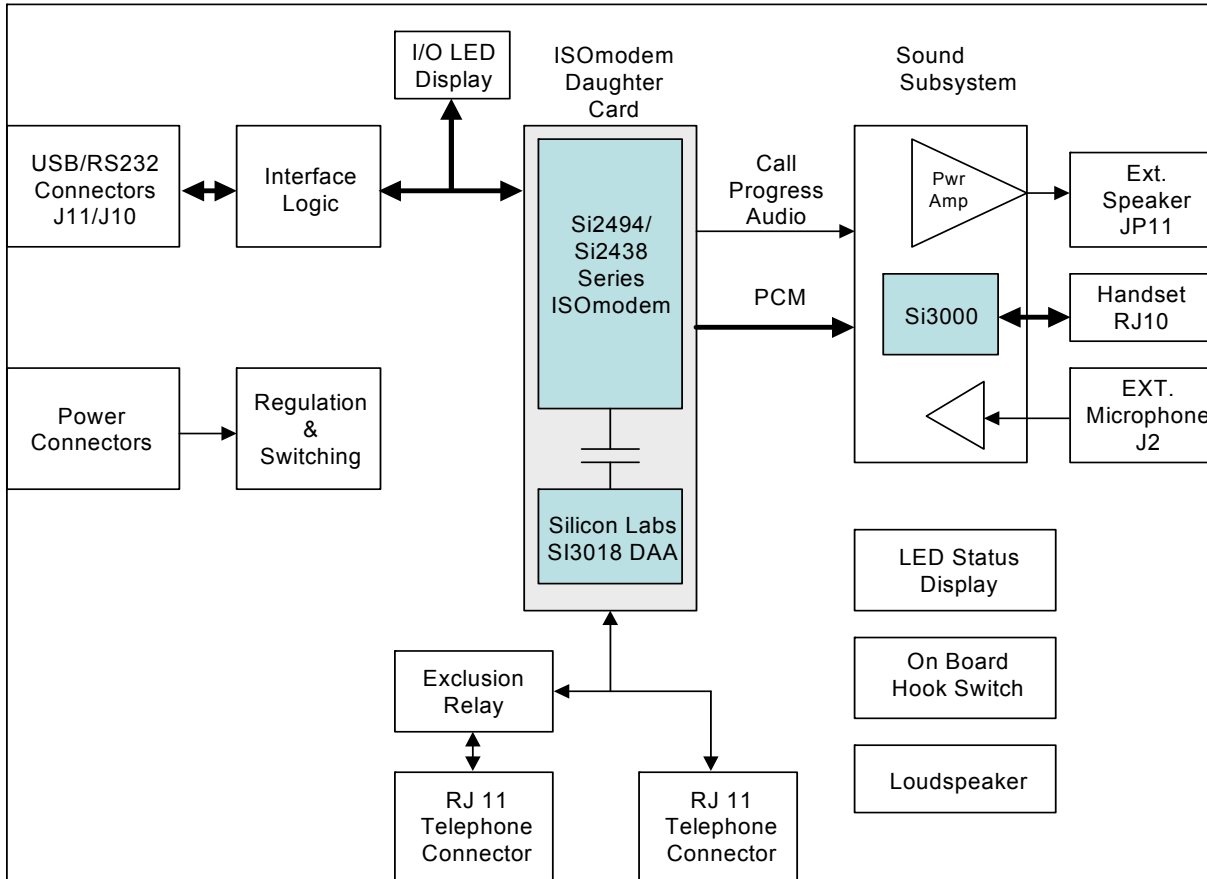 I/O LED
Display
ISOmodem
Daughter
Card
Sound
Subsystem
USB/RS232
Connectors
J11/J10
Interface
Logic
Si2494/
Si2438
Series
ISOmodem
Call
Progress
Audio
Pwr
Amp
Ext.
Speaker
JP11
PCM
Si3000
Handset
RJ10
Power
Connectors
Regulation
&
Switching
EXT.
Microphone
J2
Silicon Labs
SI3018 DAA
LED Status
Display
Exclusion
Relay
On Board
Hook Switch
RJ 11
Telephone
Connector
RJ 11
Telephone
Connector
Loudspeaker